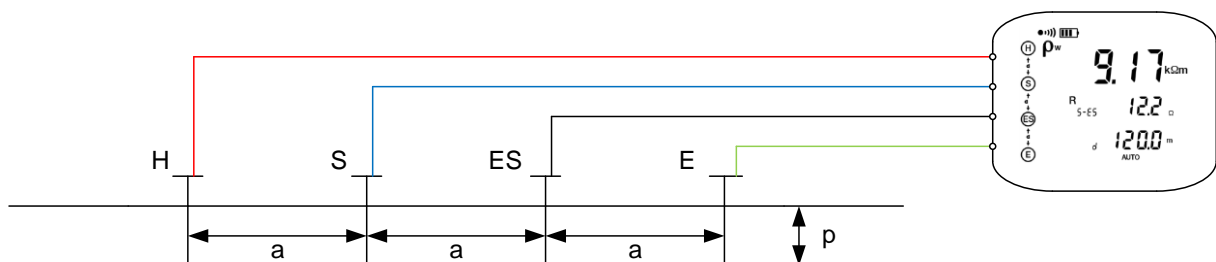 ρw
H
9.17 kΩm
S
R S-ES 12.2 Ω
ES
d 120.0 m
AUTO
E
d
d
d
H S ES E
a a a p